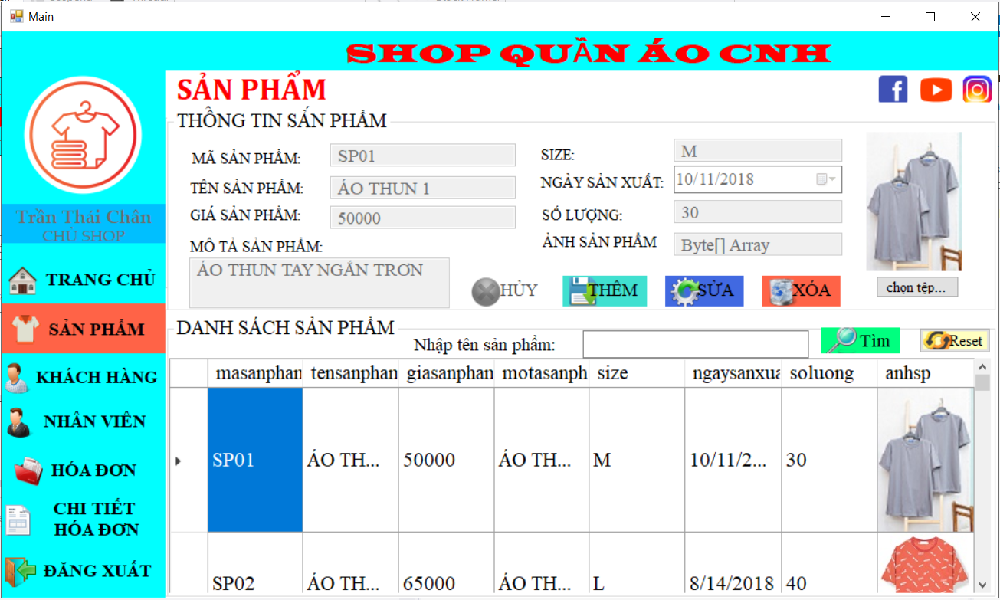 Main
SHOP QUẦN ÁO CNH
Trần Thái Chân
CHỦ SHOP
TRANG CHỦ
SẢN PHẨM
KHÁCH HÀNG
NHÂN VIÊN
HÓA ĐƠN
CHI TIẾT
HÓA ĐƠN
ĐĂNG XUẤT
SẢN PHẨM
THÔNG TIN SẢN PHẨM
MÃ SẢN PHẨM: SP01
TÊN SẢN PHẨM: ÁO THUN 1
GIÁ SẢN PHẨM: 50000
MÔ TẢ SẢN PHẨM:
ÁO THUN TAY NGẮN TRƠN
SIZE: M
NGÀY SẢN XUẤT: 10/11/2018
SỐ LƯỢNG: 30
ẢNH SẢN PHẨM Byte[] Array
chọn tệp...
HỦY THÊM SỬA XÓA
DANH SÁCH SẢN PHẨM
Nhập tên sản phẩm: Tìm Reset
masanphan tensanphan giasanphan motasanph size ngaysanxua soluong anhsp
SP01 ÁO TH... 50000 ÁO TH... M 10/11/2... 30
SP02 ÁO TH... 65000 ÁO TH... L 8/14/2018 40